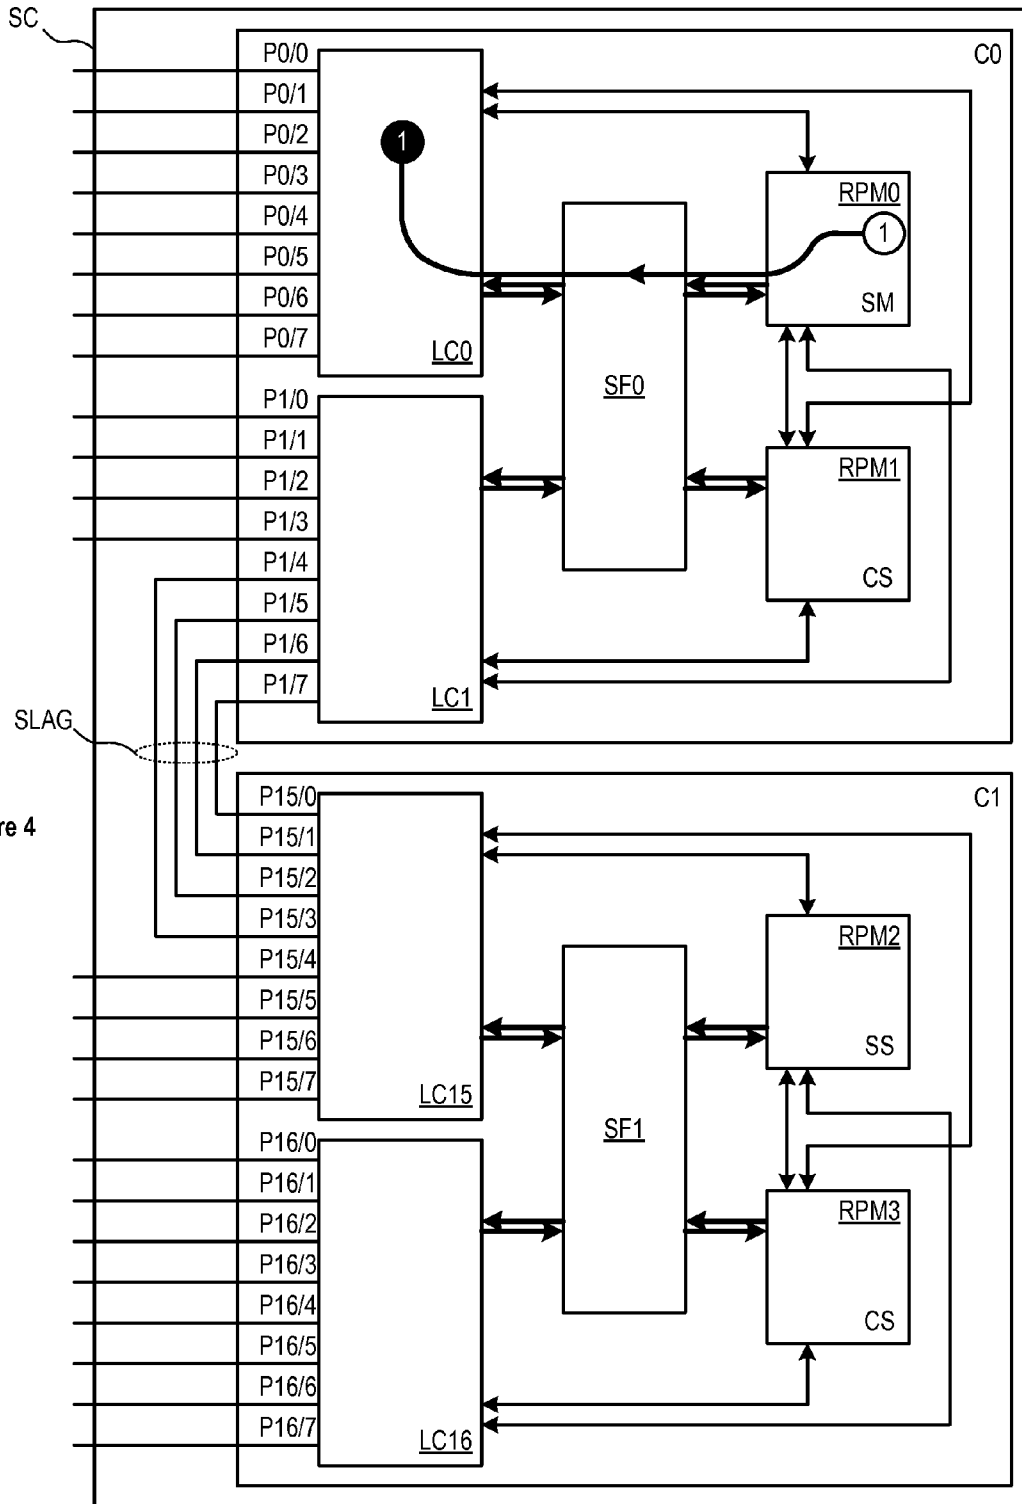 SC
C0
P0/0
P0/1
P0/2
P0/3
P0/4
P0/5
P0/6
P0/7
1
LC0
SF0
RPM0
1
SM
P1/0
P1/1
P1/2
P1/3
P1/4
P1/5
P1/6
P1/7
LC1
RPM1
CS
SLAG
re 4
C1
P15/0
P15/1
P15/2
P15/3
P15/4
P15/5
P15/6
P15/7
LC15
SF1
RPM2
SS
P16/0
P16/1
P16/2
P16/3
P16/4
P16/5
P16/6
P16/7
LC16
RPM3
CS